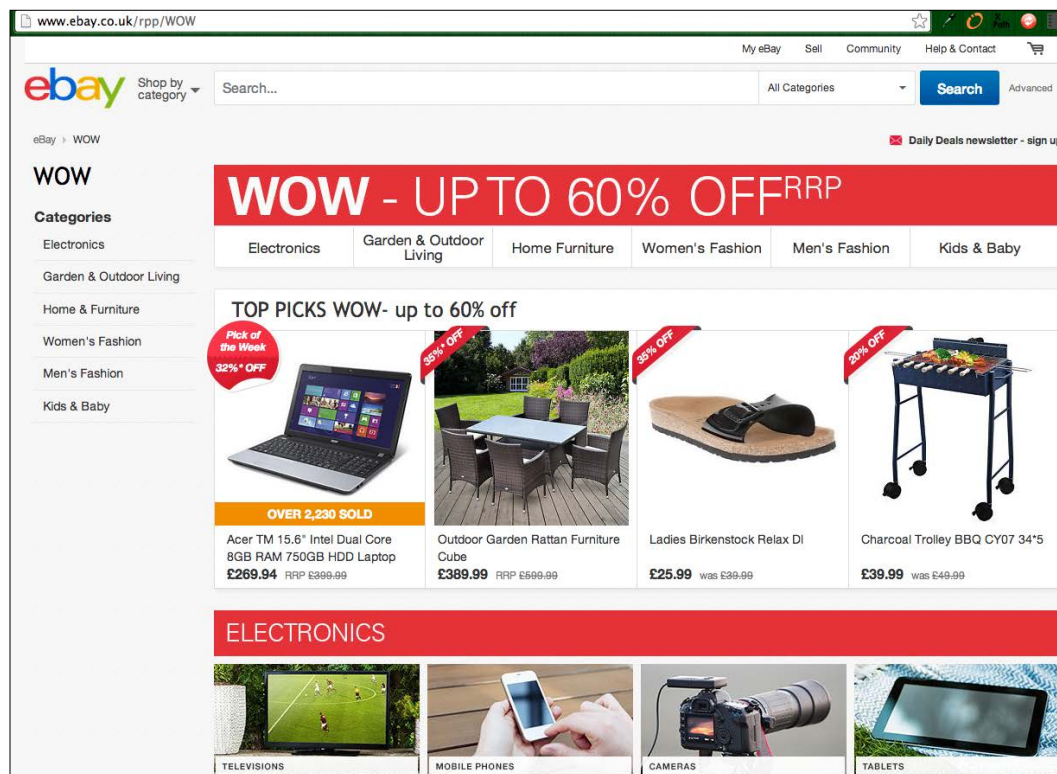 www.ebay.co.uk/rpp/WOW
My eBay Sell Community Help & Contact
ebay
Shop by
category
Search...
All Categories
Search
Advanced
eBay › WOW
Daily Deals newsletter - sign u
WOW
Categories
Electronics
Garden & Outdoor Living
Home & Furniture
Women's Fashion
Men's Fashion
Kids & Baby
WOW - UP TO 60% OFF RRP
Electronics
Garden & Outdoor
Living
Home Furniture
Women's Fashion
Men's Fashion
Kids & Baby
TOP PICKS WOW- up to 60% off
Pick of
the Week
32%* OFF
OVER 2,230 SOLD
Acer TM 15.6" Intel Dual Core
8GB RAM 750GB HDD Laptop
£269.94 RRP £399.99
35%* OFF
Outdoor Garden Rattan Furniture
Cube
£389.99 RRP £599.99
35% OFF
Ladies Birkenstock Relax Dl
£25.99 was £39.99
20% OFF
Charcoal Trolley BBQ CY07 34*5
£39.99 was £49.99
ELECTRONICS
TELEVISIONS
MOBILE PHONES
CAMERAS
TABLETS